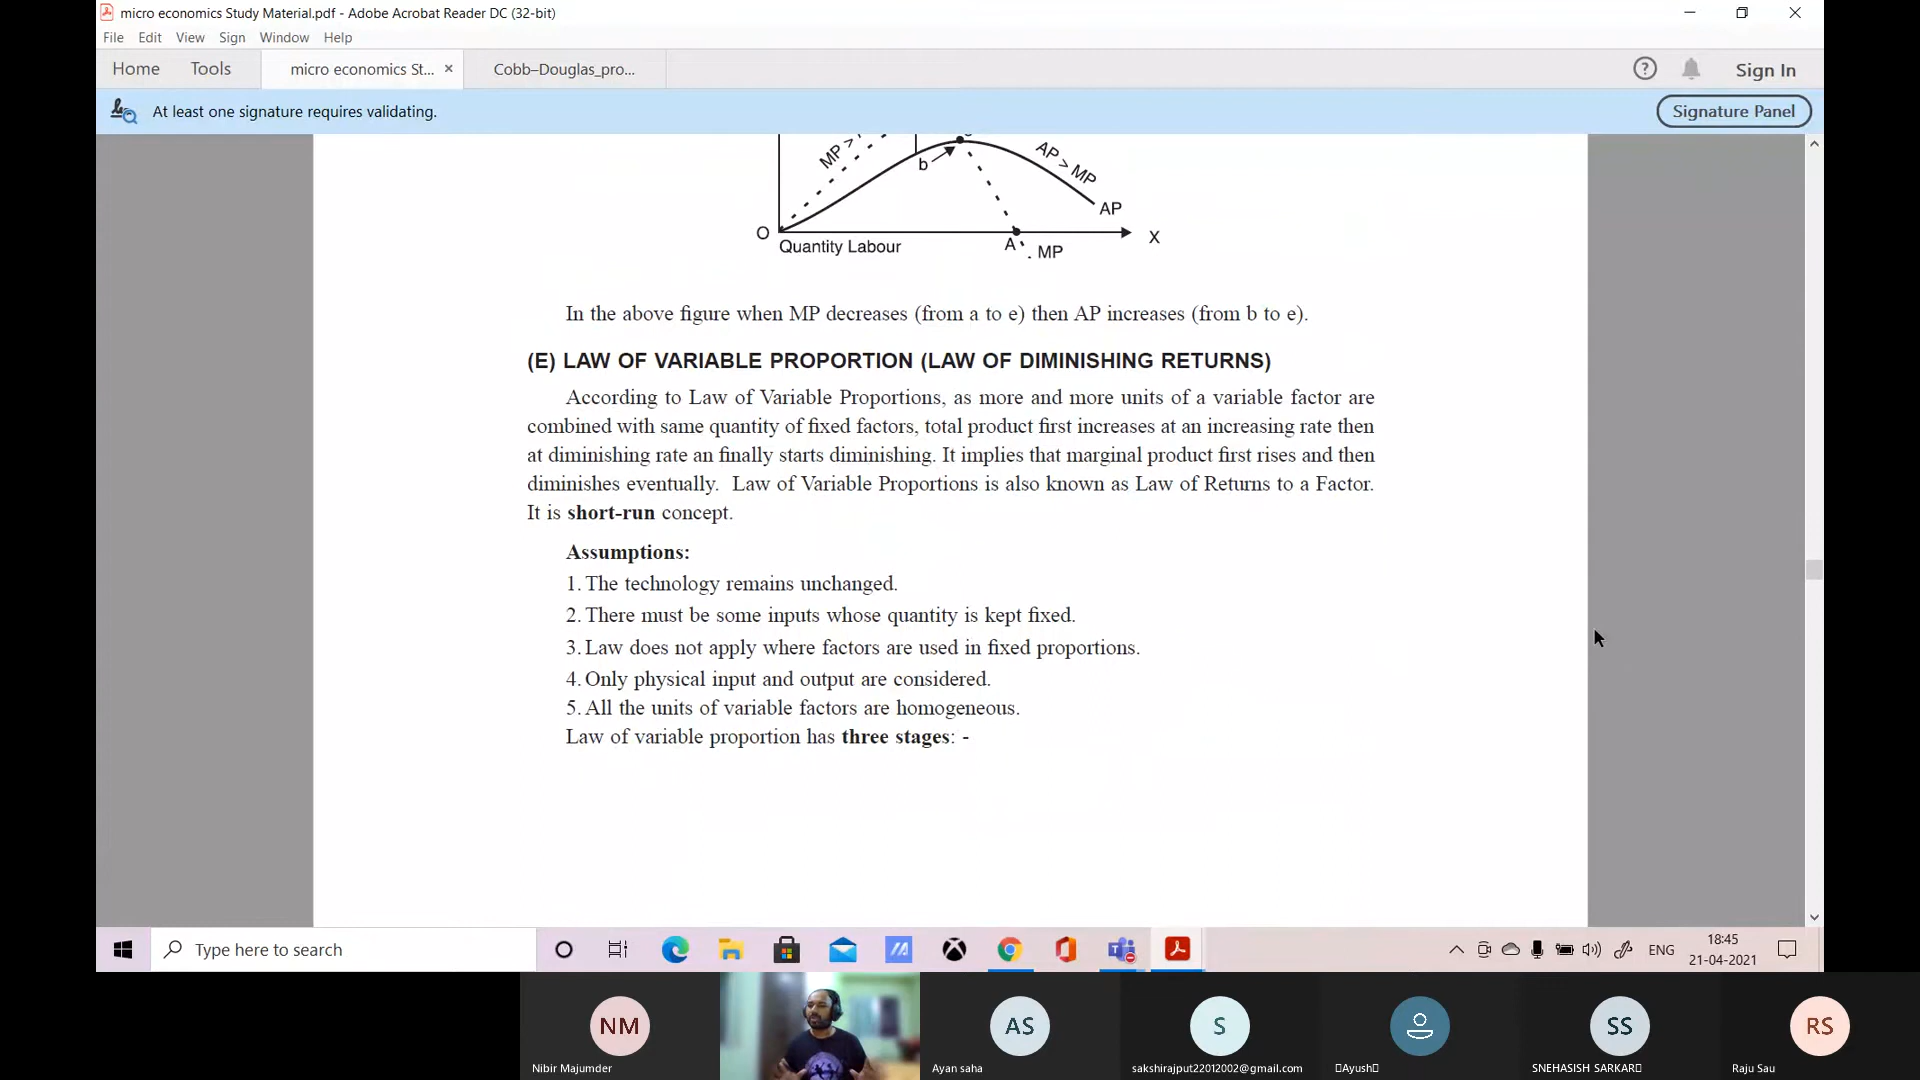 micro economics Study Material.pdf - Adobe Acrobat Reader DC (32-bit)
File Edit View Sign Window Help
Home Tools micro economics St... × Cobb–Douglas_pro... Sign In
At least one signature requires validating. Signature Panel
MP >
b
AP > MP
AP
O
Quantity Labour
A
MP
X
In the above figure when MP decreases (from a to e) then AP increases (from b to e).
(E) LAW OF VARIABLE PROPORTION (LAW OF DIMINISHING RETURNS)
According to Law of Variable Proportions, as more and more units of a variable factor are
combined with same quantity of fixed factors, total product first increases at an increasing rate then
at diminishing rate an finally starts diminishing. It implies that marginal product first rises and then
diminishes eventually. Law of Variable Proportions is also known as Law of Returns to a Factor.
It is short-run concept.
Assumptions:
1. The technology remains unchanged.
2. There must be some inputs whose quantity is kept fixed.
3. Law does not apply where factors are used in fixed proportions.
4. Only physical input and output are considered.
5. All the units of variable factors are homogeneous.
Law of variable proportion has three stages: -
Type here to search
ENG
18:45
21-04-2021
NM
AS
S
SS
RS
Nibir Majumder
Ayan saha
sakshirajput22012002@gmail.com
Ayush
SNEHASISH SARKAR
Raju Sau